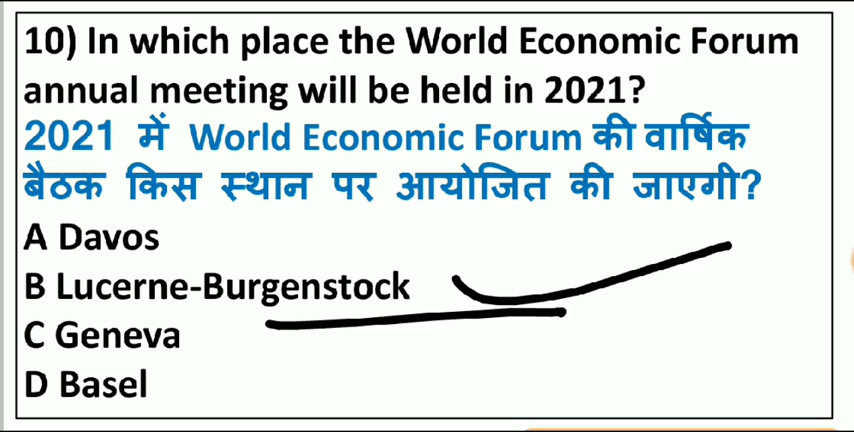 10) In which place the World Economic Forum
annual meeting will be held in 2021?
2021 में World Economic Forum की वार्षिक
बैठक किस स्थान पर आयोजित की जाएगी?
A Davos
B Lucerne-Burgenstock
C Geneva
D Basel